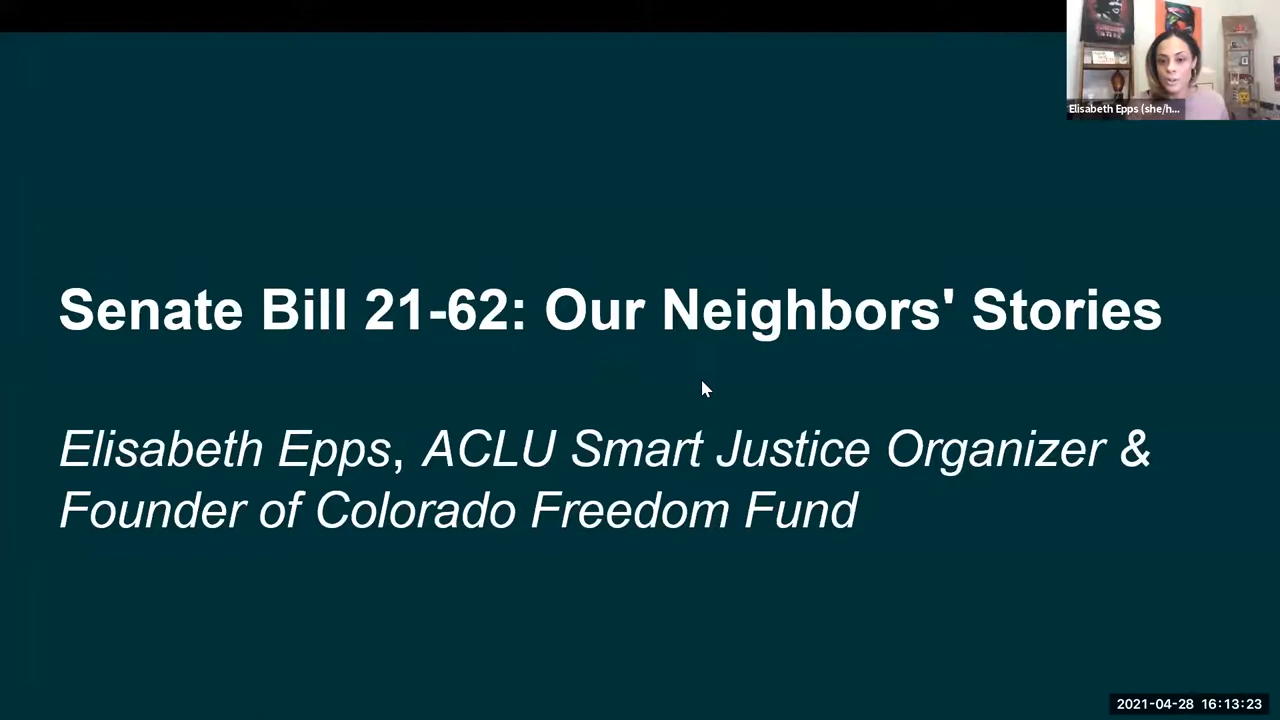 Elisabeth Epps (she/h...
Senate Bill 21-62: Our Neighbors' Stories
Elisabeth Epps, ACLU Smart Justice Organizer &
Founder of Colorado Freedom Fund
2021-04-28 16:13:23